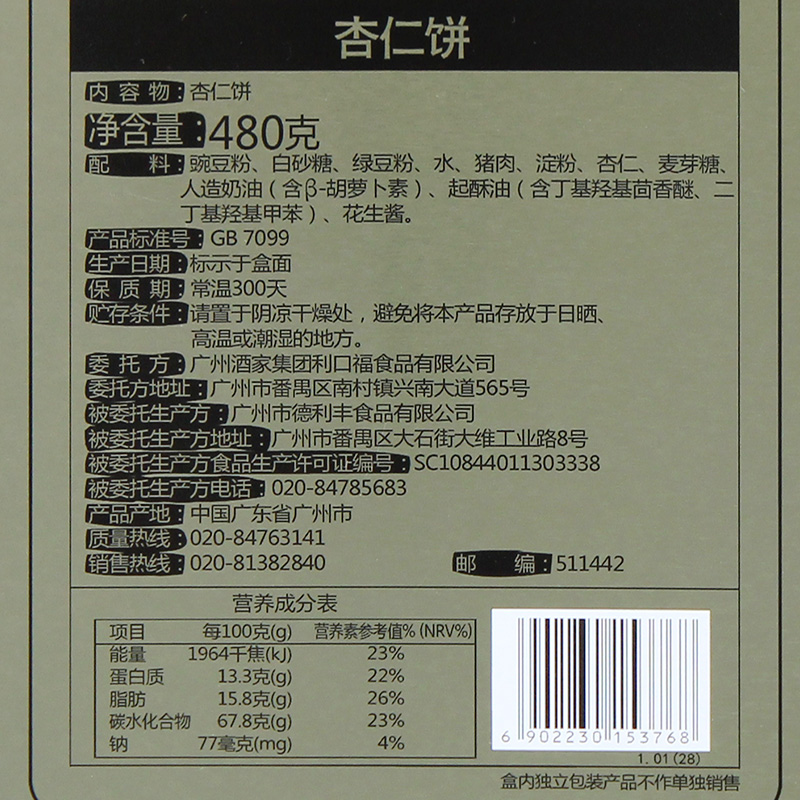 杏仁饼
内容物:杏仁饼
净含量:480克
配料:豌豆粉、白砂糖、绿豆粉、水、猪肉、淀粉、杏仁、麦芽糖、
人造奶油(含β-胡萝卜素)、起酥油(含丁基羟基茴香醚、二
丁基羟基甲苯)、花生酱。
产品标准号:GB 7099
生产日期:标示于盒面
保质期:常温300天
贮存条件:请置于阴凉干燥处,避免将本产品存放于日晒、
高温或潮湿的地方。
委托方:广州酒家集团利口福食品有限公司
委托方地址:广州市番禺区南村镇兴南大道565号
被委托生产方:广州市德利丰食品有限公司
被委托生产方地址:广州市番禺区大石街大维工业路8号
被委托生产方食品生产许可证编号:SC10844011303338
被委托生产方电话:020-84785683
产品产地:中国广东省广州市
质量热线:020-84763141
销售热线:020-81382840 邮编:511442
营养成分表
项目 每100克(g) 营养素参考值%(NRV%)
能量 1964千焦(kJ) 23%
蛋白质 13.3克(g) 22%
脂肪 15.8克(g) 26%
碳水化合物 67.8克(g) 23%
钠 77毫克(mg) 4%
6 902230 153768
1.01(28)
盒内独立包装产品不作单独销售